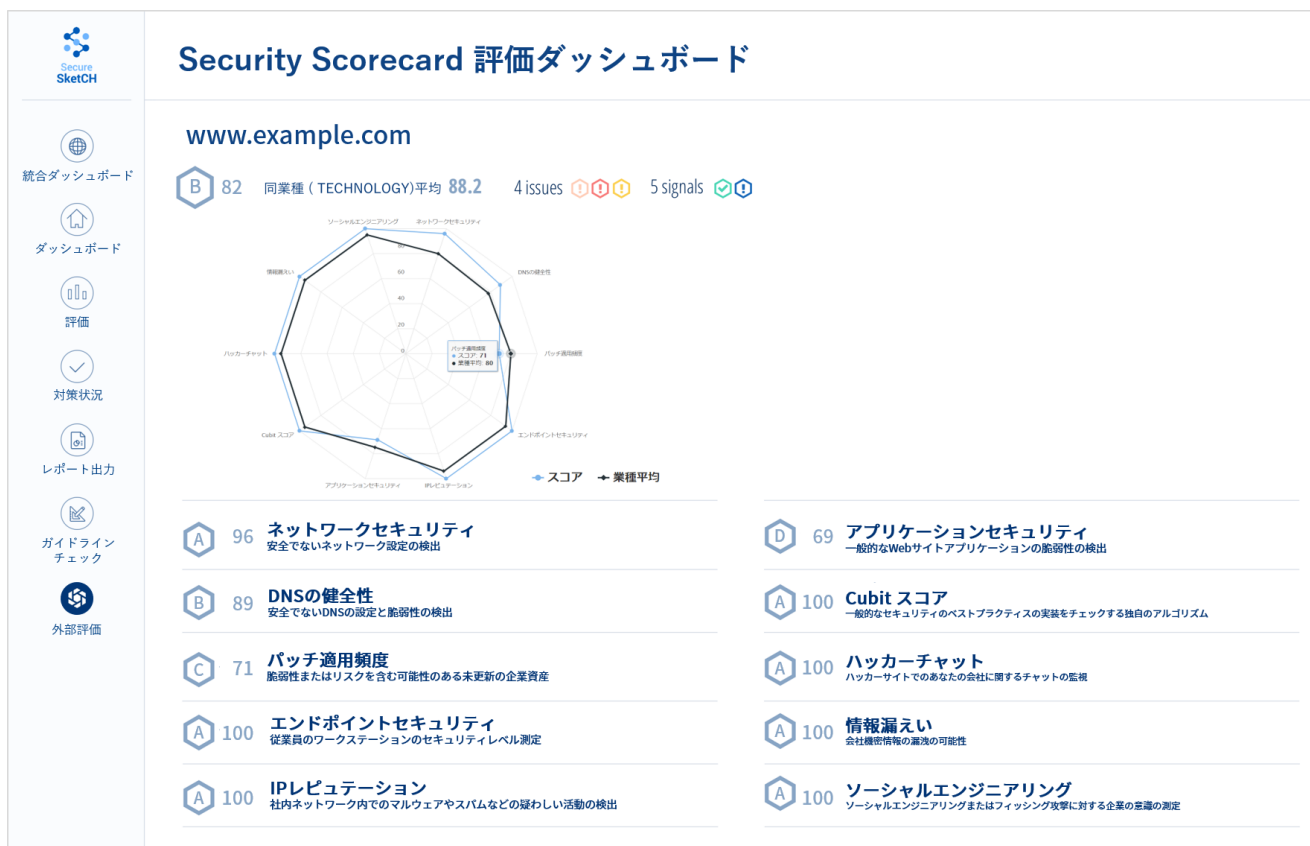 Secure
SketCH
Security Scorecard 評価ダッシュボード
統合ダッシュボード
ダッシュボード
評価
対策状況
レポート出力
ガイドライン
チェック
外部評価
www.example.com
B 82 同業種 ( TECHNOLOGY)平均 88.2 4 issues 5 signals
ソーシャルエンジニアリング ネットワークセキュリティ
情報漏えい DNSの健全性
80
60
40
20
0
ハッカーチャット パッチ適用頻度
パッチ適用頻度
スコア: 71
業種平均: 80
Cubit スコア エンドポイントセキュリティ
アプリケーションセキュリティ IPレピュテーション
スコア 業種平均
A 96 ネットワークセキュリティ
安全でないネットワーク設定の検出
B 89 DNSの健全性
安全でないDNSの設定と脆弱性の検出
C 71 パッチ適用頻度
脆弱性またはリスクを含む可能性のある未更新の企業資産
A 100 エンドポイントセキュリティ
従業員のワークステーションのセキュリティレベル測定
A 100 IPレピュテーション
社内ネットワーク内でのマルウェアやスパムなどの疑わしい活動の検出
D 69 アプリケーションセキュリティ
一般的なWebサイトアプリケーションの脆弱性の検出
A 100 Cubit スコア
一般的なセキュリティのベストプラクティスの実装をチェックする独自のアルゴリズム
A 100 ハッカーチャット
ハッカーサイトでのあなたの会社に関するチャットの監視
A 100 情報漏えい
会社機密情報の漏洩の可能性
A 100 ソーシャルエンジニアリング
ソーシャルエンジニアリングまたはフィッシング攻撃に対する企業の意識の測定